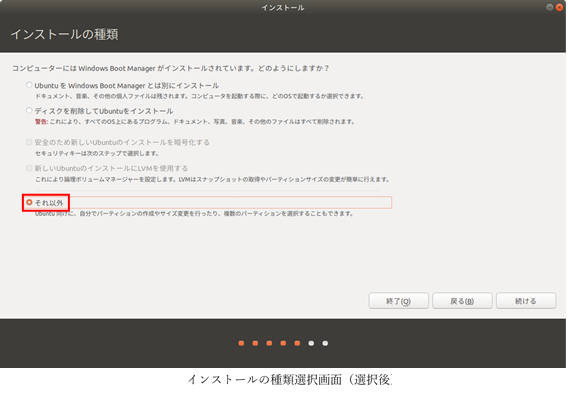 インストール
インストールの種類
コンピューターには Windows Boot Manager がインストールされています。どのようにしますか？
Ubuntu を Windows Boot Manager とは別にインストール
ドキュメント、音楽、その他の個人ファイルは残されます。コンピュータを起動する際に、どのOSで起動するか選択できます。
ディスクを削除してUbuntuをインストール
警告: これにより、すべてのOS上にあるプログラム、ドキュメント、写真、音楽、その他のファイルはすべて削除されます。
安全のため新しいUbuntuのインストールを暗号化する
セキュリティキーは次のステップで選択します。
新しいUbuntuのインストールにLVMを使用する
これにより論理ボリュームマネージャーを設定します。LVMはスナップショットの取得やパーティションサイズの変更が簡単に行えます。
それ以外
Ubuntu 向けに、自分でパーティションの作成やサイズ変更を行ったり、複数のパーティションを選択することもできます。
終了(Q)
戻る(B)
続ける
インストールの種類選択画面（選択後